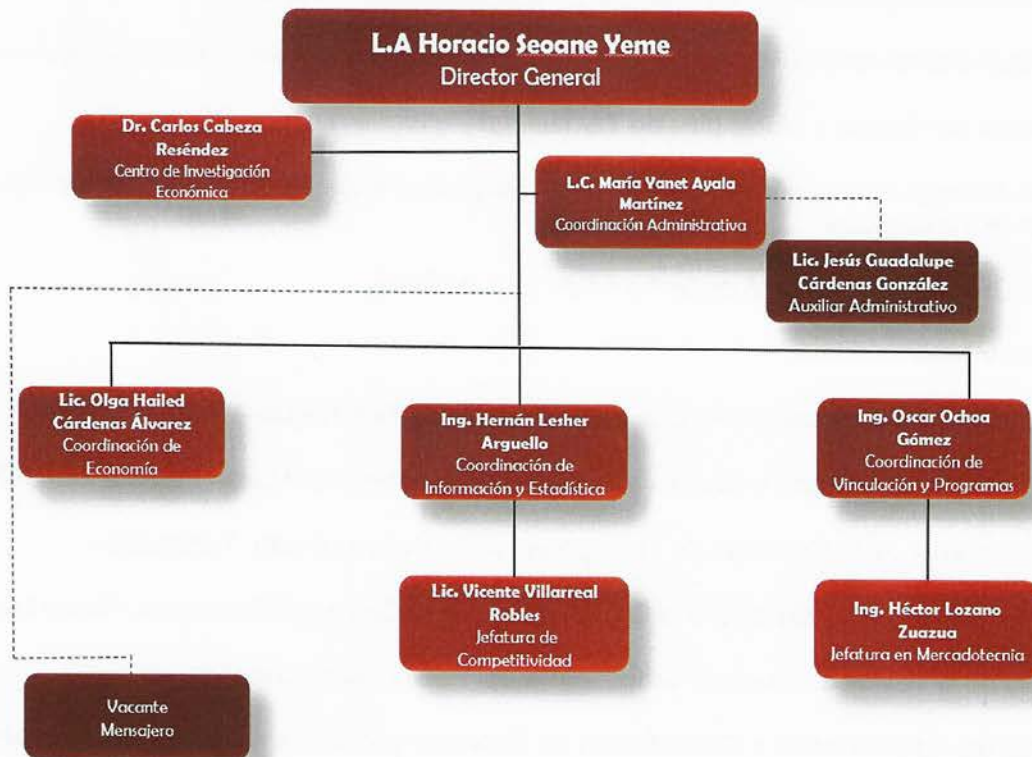 L.A Horacio Seoane Yeme
Director General
Dr. Carlos Cabeza
Reséndez
Centro de Investigación
Económica
L.C. María Yanet Ayala
Martínez
Coordinación Administrativa
Lic. Jesús Guadalupe
Cárdenas González
Auxiliar Administrativo
Lic. Olga Hailed
Cárdenas Álvarez
Coordinación de
Economía
Ing. Hernán Lesher
Arguello
Coordinación de
Información y Estadística
Ing. Oscar Ochoa
Gómez
Coordinación de
Vinculación y Programas
Lic. Vicente Villarreal
Robles
Jefatura de
Competitividad
Ing. Héctor Lozano
Zuazua
Jefatura en Mercadotecnia
Vacante
Mensajero